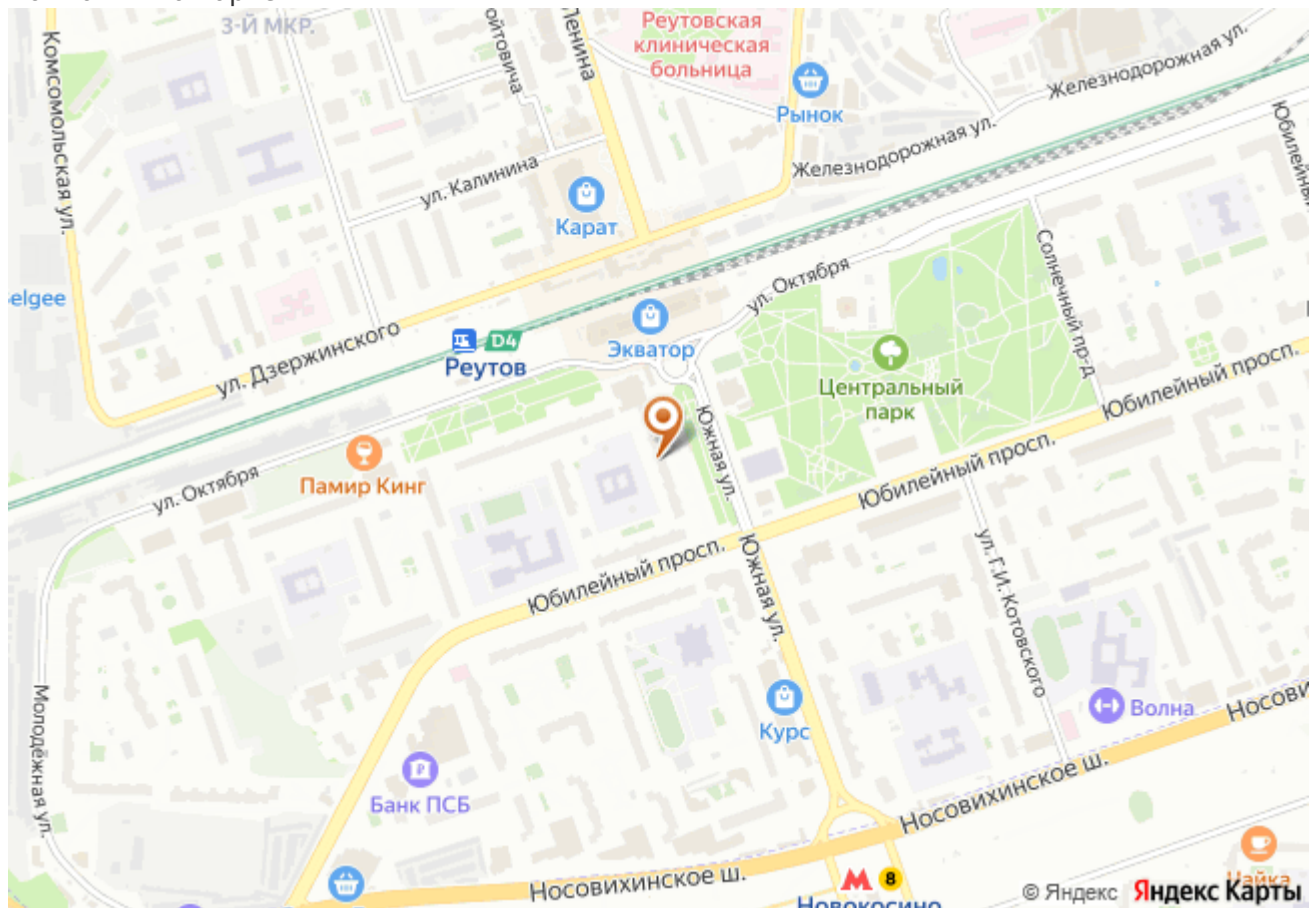 3-Й МКР.
Комсомольская ул.
ойтовича
Ленина
Реутовская
клиническая
больница
Рынок
Железнодорожная ул.
Железнодорожная ул.
Юбилейный
ул. Калинина
Карат
elgee
ул. Дзержинского
D4
Реутов
Экватор
ул. Октября
Солнечный пр-д
Центральный
парк
Юбилейный просп.
Юбилейный просп.
Южная ул.
ул. Октября
Памир Кинг
Юбилейный просп.
Южная ул.
ул. Г.И. Котовского
Молодёжная ул.
Курс
Волна
Носови
Банк ПСБ
Носовихинское ш.
Носовихинское ш.
8
Новокосино
Чайка
© Яндекс Яндекс Карты